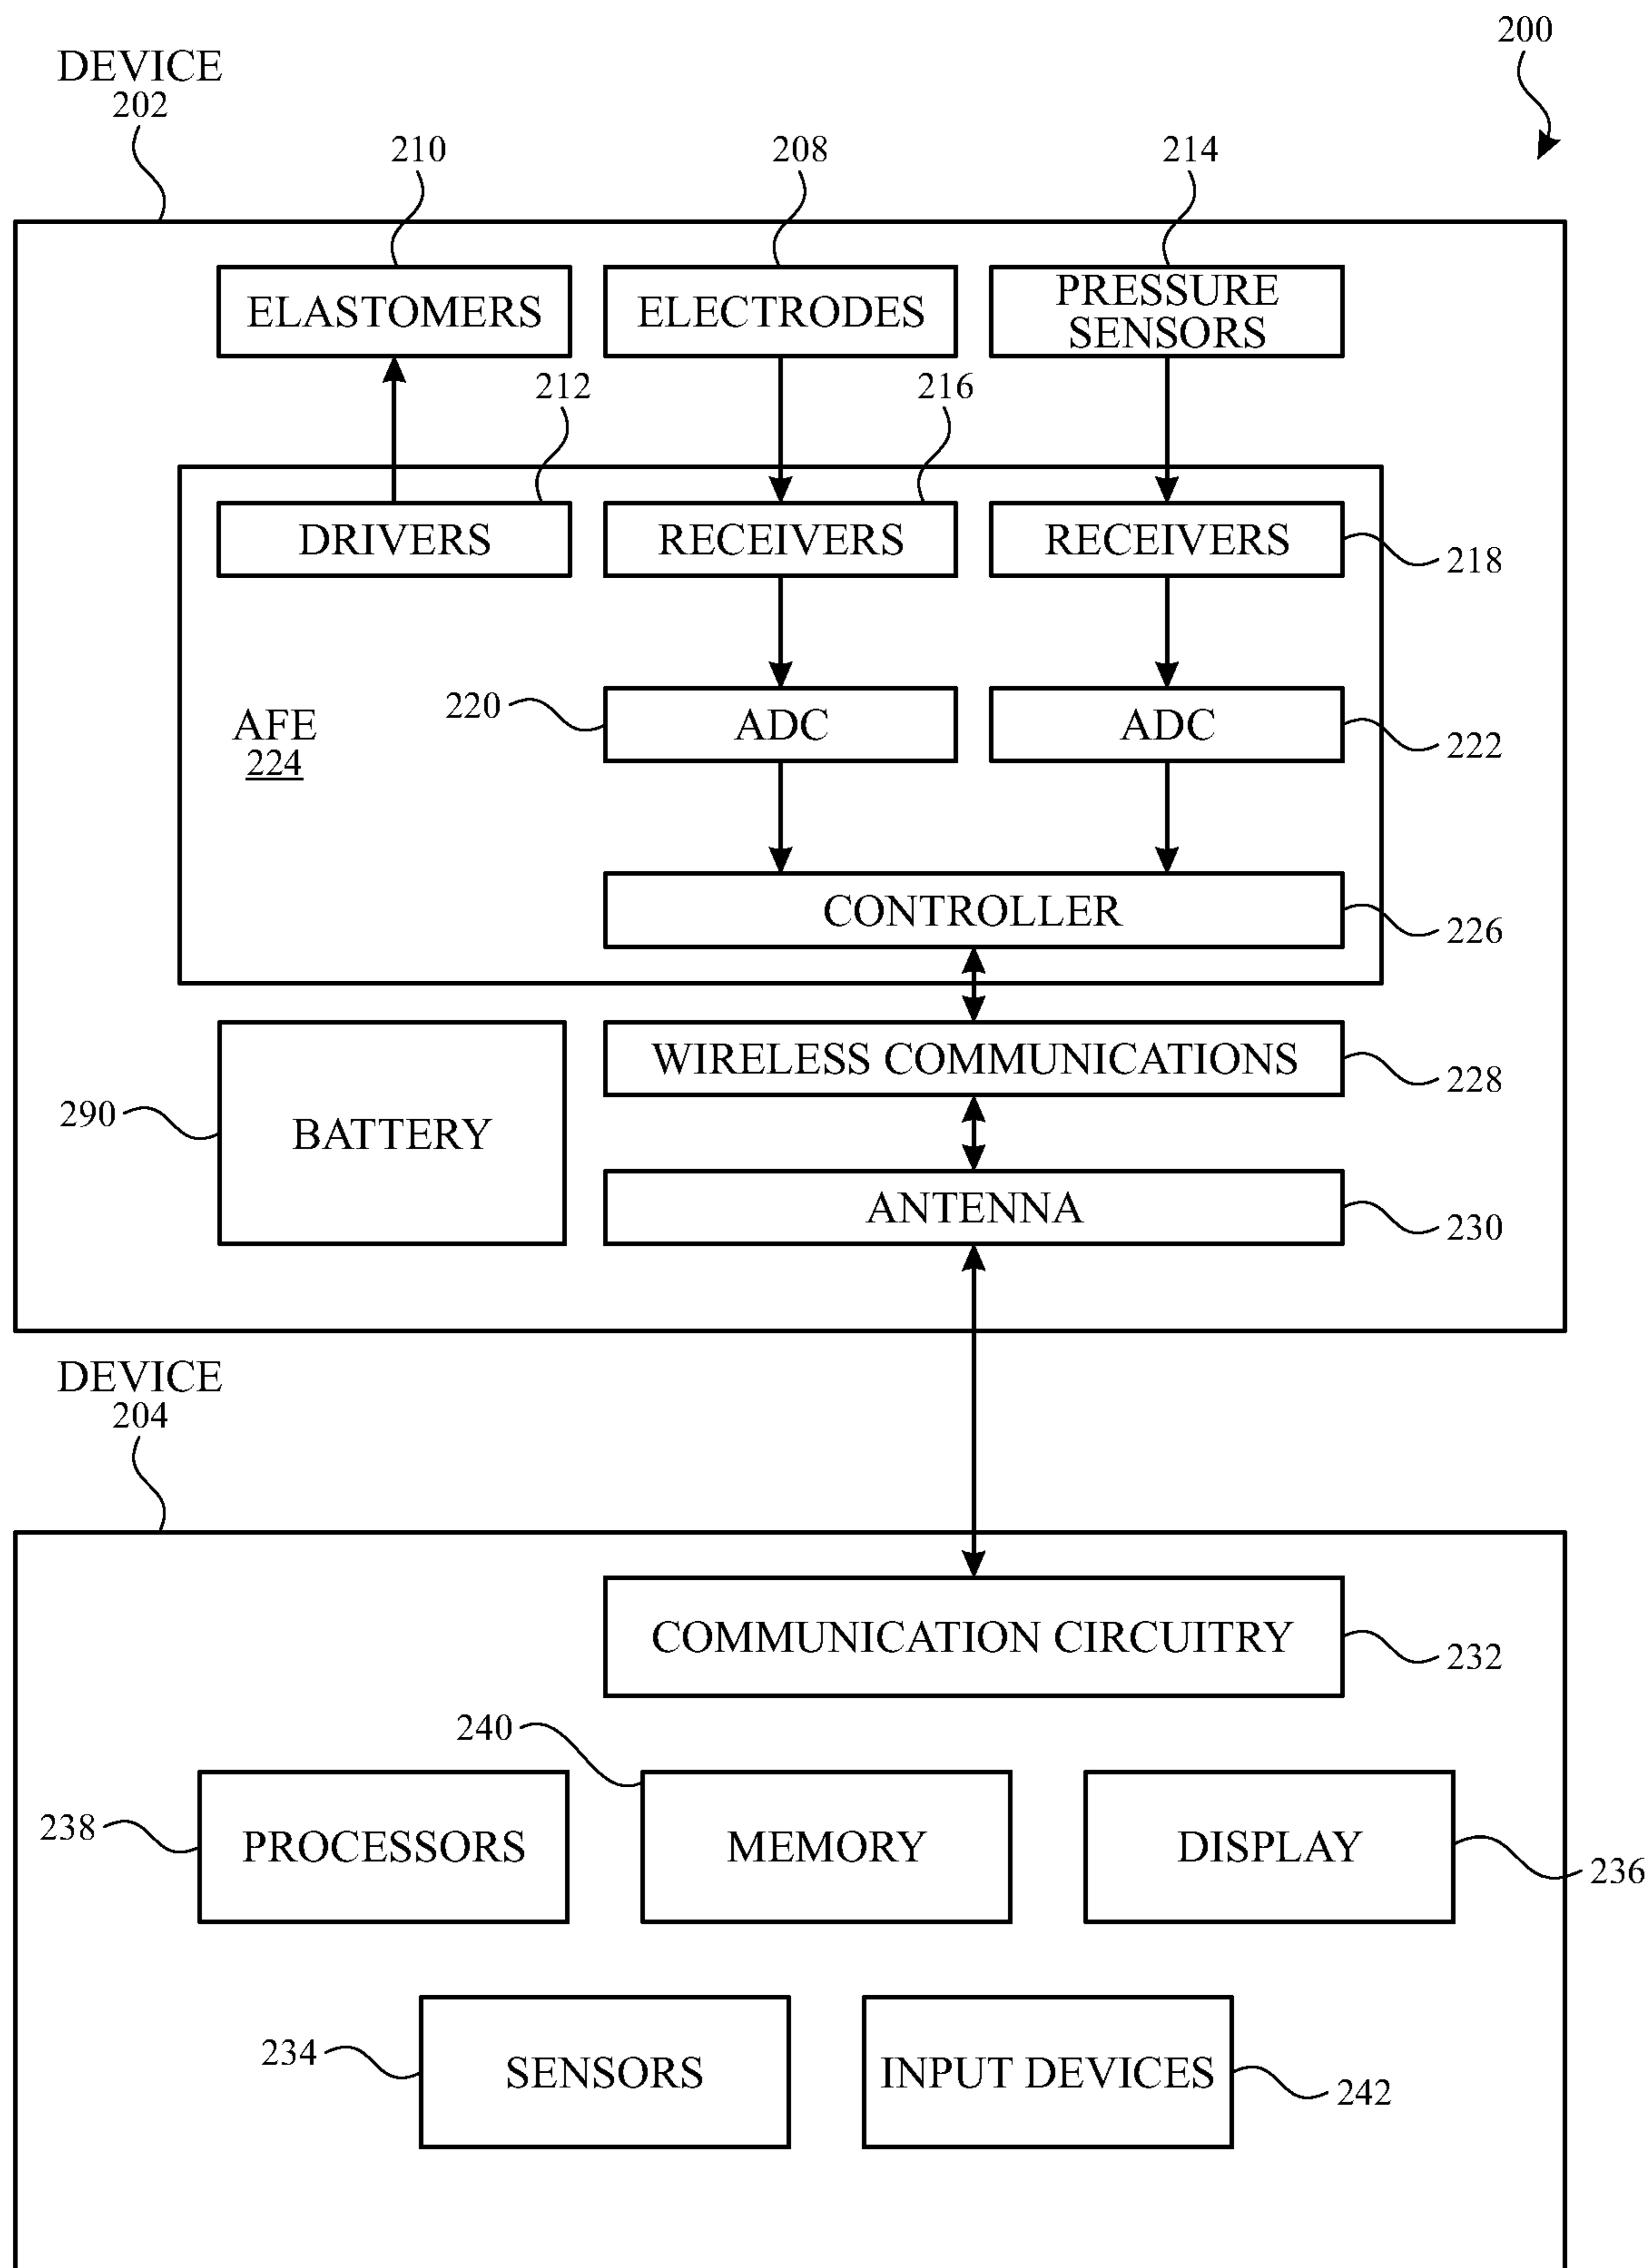 200
DEVICE
202
210
208
214
ELASTOMERS
ELECTRODES
PRESSURE
SENSORS
212
216
DRIVERS
RECEIVERS
RECEIVERS
218
220
ADC
ADC
222
AFE
224
CONTROLLER
226
WIRELESS COMMUNICATIONS
228
290
BATTERY
ANTENNA
230
DEVICE
204
COMMUNICATION CIRCUITRY
232
240
238
PROCESSORS
MEMORY
DISPLAY
236
234
SENSORS
INPUT DEVICES
242